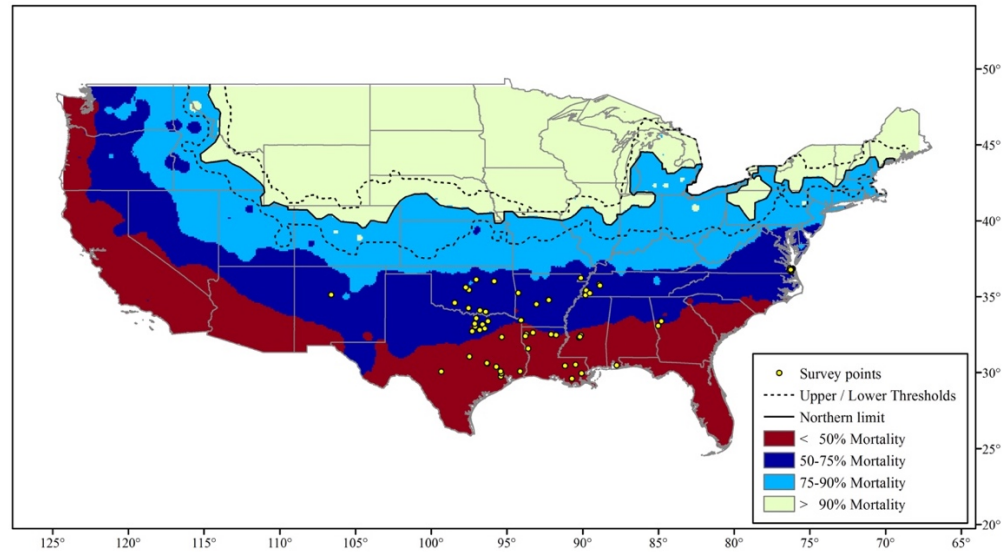 50°
45°
40°
35°
30°
25°
20°
Survey points
Upper / Lower Thresholds
Northern limit
< 50% Mortality
50-75% Mortality
75-90% Mortality
> 90% Mortality
125° 120° 115° 110° 105° 100° 95° 90° 85° 80° 75° 70° 65°